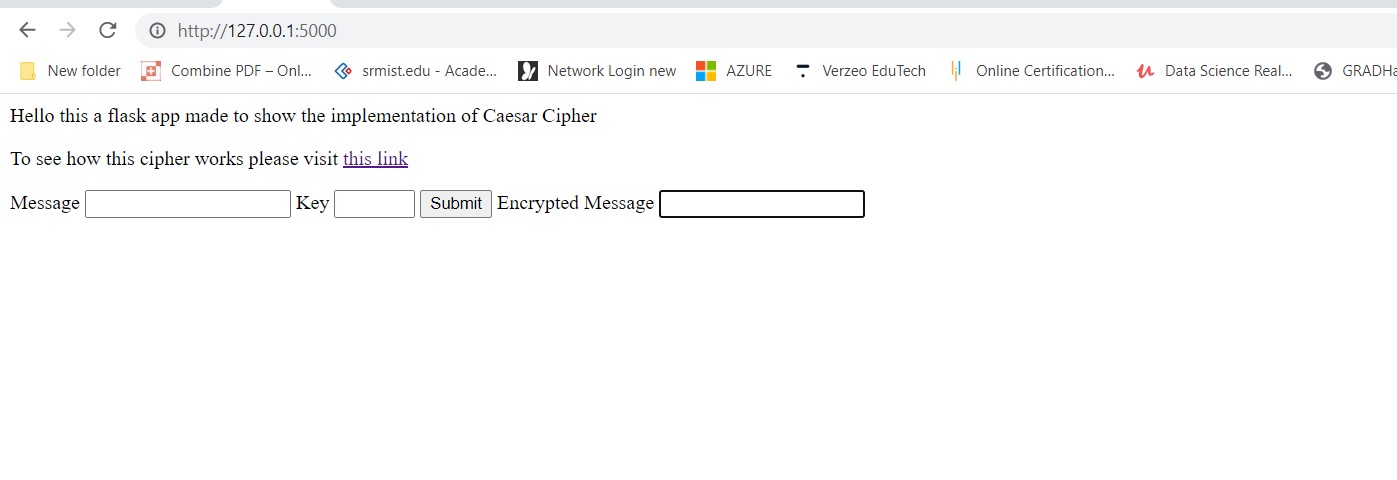 http://127.0.0.1:5000
New folder Combine PDF – Onl... srmist.edu - Acade... Network Login new AZURE Verzeo EduTech Online Certification... Data Science Real... GRADHa
Hello this a flask app made to show the implementation of Caesar Cipher
To see how this cipher works please visit this link
Message Key Submit Encrypted Message